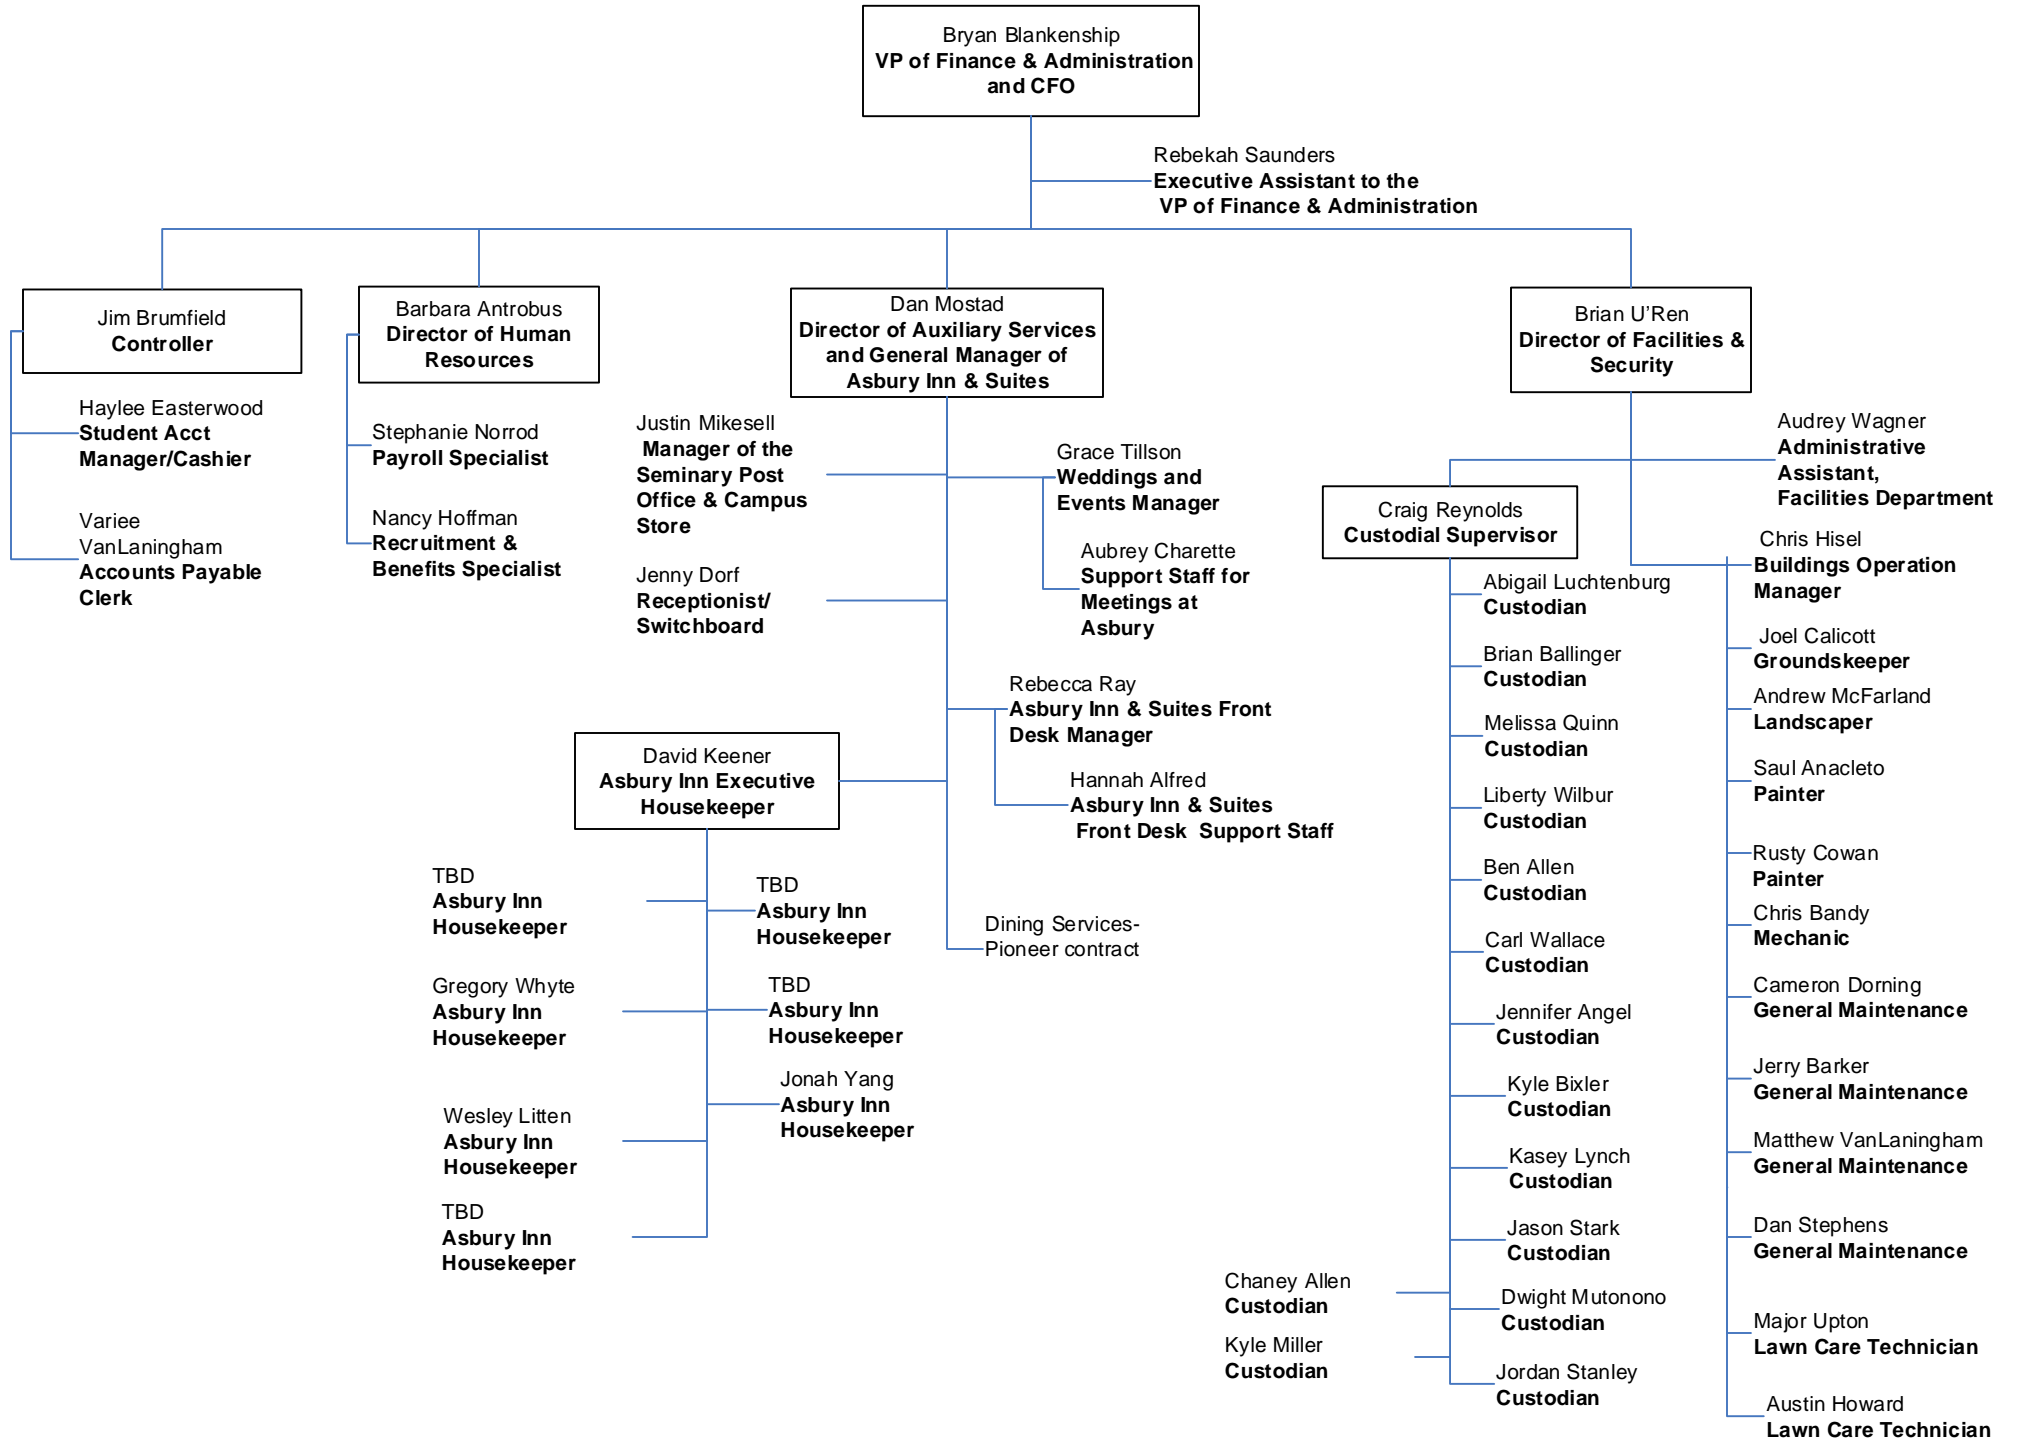 Bryan Blankenship
VP of Finance & Administration
and CFO
Rebekah Saunders
Executive Assistant to the
VP of Finance & Administration
Jim Brumfield
Controller
Haylee Easterwood
Student Acct
Manager/Cashier
Variee
VanLaningham
Accounts Payable
Clerk
Barbara Antrobus
Director of Human
Resources
Stephanie Norrod
Payroll Specialist
Nancy Hoffman
Recruitment &
Benefits Specialist
Dan Mostad
Director of Auxiliary Services
and General Manager of
Asbury Inn & Suites
Justin Mikesell
Manager of the
Seminary Post
Office & Campus
Store
Jenny Dorf
Receptionist/
Switchboard
Grace Tillson
Weddings and
Events Manager
Aubrey Charette
Support Staff for
Meetings at
Asbury
Rebecca Ray
Asbury Inn & Suites Front
Desk Manager
Hannah Alfred
Asbury Inn & Suites
Front Desk  Support Staff
David Keener
Asbury Inn Executive
Housekeeper
TBD
Asbury Inn
Housekeeper
TBD
Asbury Inn
Housekeeper
Gregory Whyte
Asbury Inn
Housekeeper
TBD
Asbury Inn
Housekeeper
Jonah Yang
Asbury Inn
Housekeeper
Wesley Litten
Asbury Inn
Housekeeper
TBD
Asbury Inn
Housekeeper
Dining Services-
Pioneer contract
Brian U’Ren
Director of Facilities &
Security
Audrey Wagner
Administrative
Assistant,
Facilities Department
Craig Reynolds
Custodial Supervisor
Abigail Luchtenburg
Custodian
Brian Ballinger
Custodian
Melissa Quinn
Custodian
Liberty Wilbur
Custodian
Ben Allen
Custodian
Carl Wallace
Custodian
Jennifer Angel
Custodian
Kyle Bixler
Custodian
Kasey Lynch
Custodian
Jason Stark
Custodian
Chaney Allen
Custodian
Dwight Mutonono
Custodian
Kyle Miller
Custodian
Jordan Stanley
Custodian
Chris Hisel
Buildings Operation
Manager
Joel Calicott
Groundskeeper
Andrew McFarland
Landscaper
Saul Anacleto
Painter
Rusty Cowan
Painter
Chris Bandy
Mechanic
Cameron Dorning
General Maintenance
Jerry Barker
General Maintenance
Matthew VanLaningham
General Maintenance
Dan Stephens
General Maintenance
Major Upton
Lawn Care Technician
Austin Howard
Lawn Care Technician